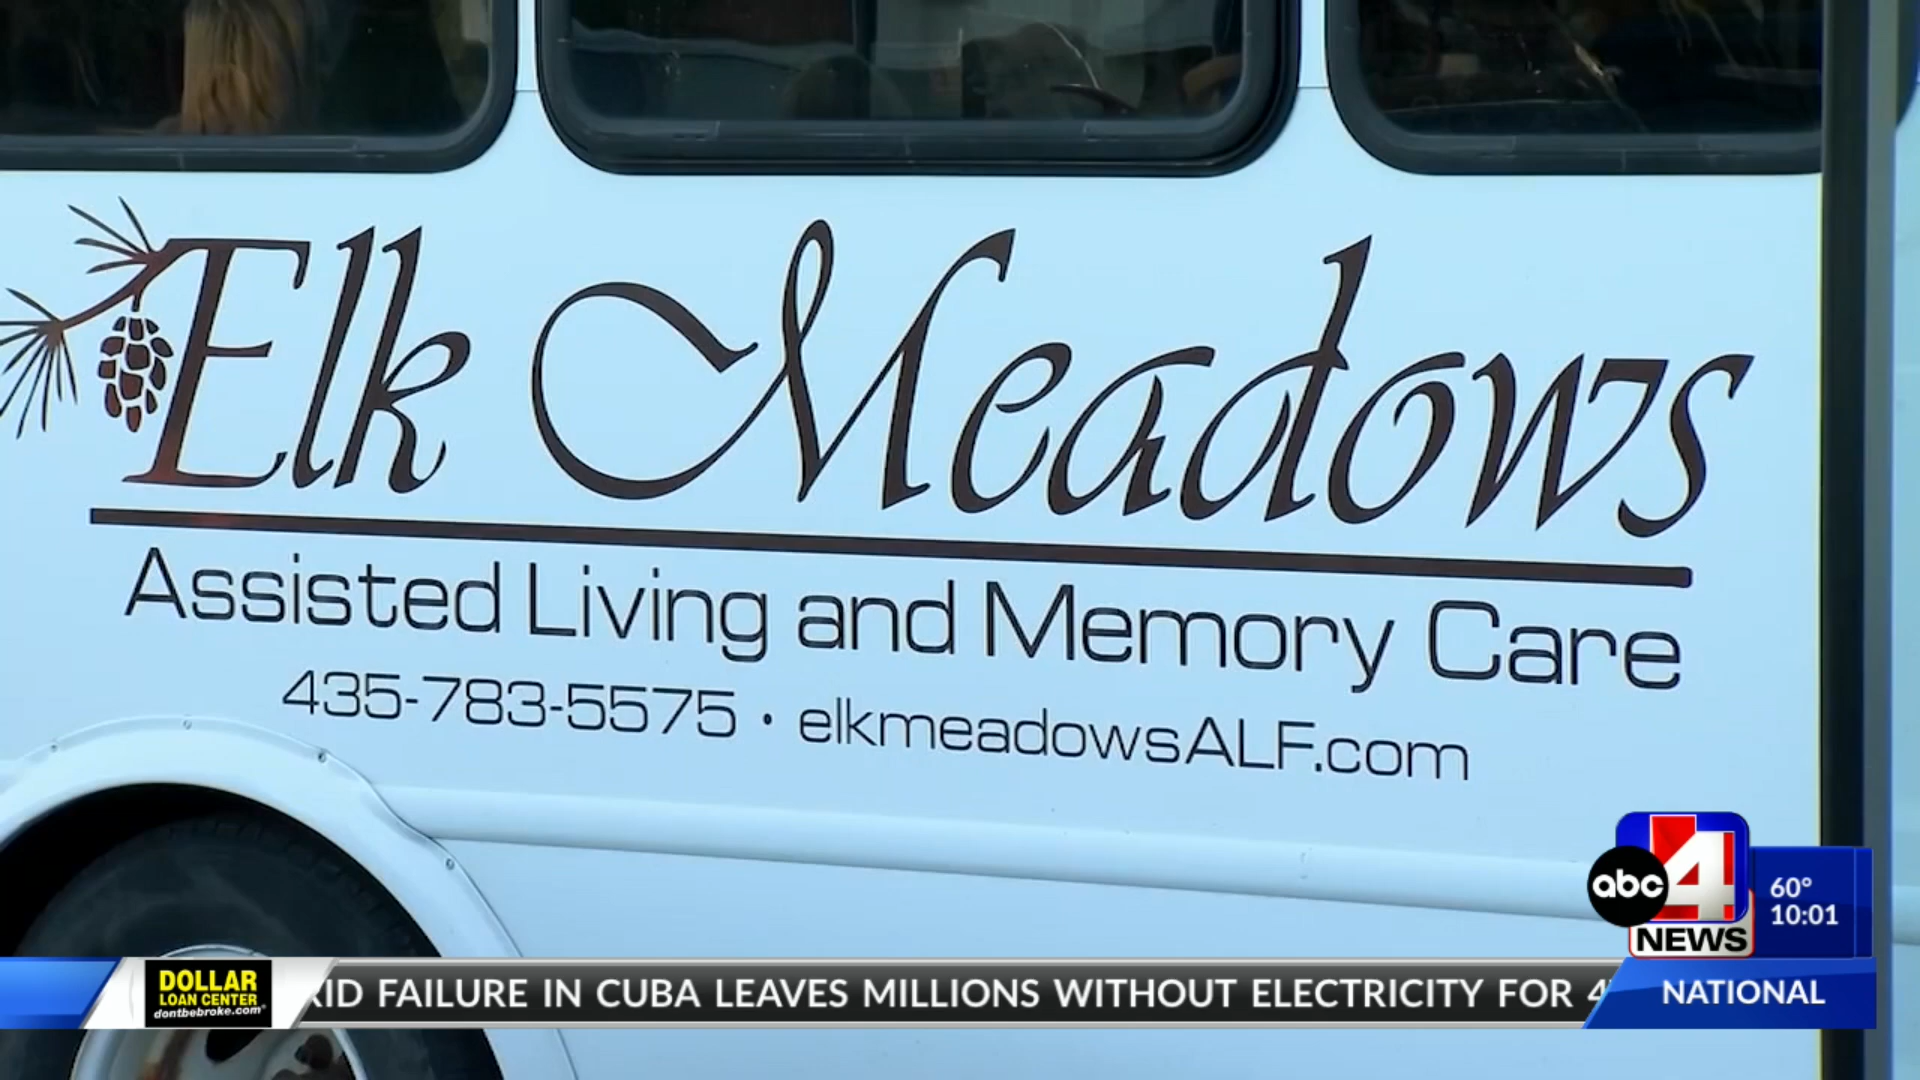 Elk Meadows
Assisted Living and Memory Care
435-783-5575 · elkmeadowsALF.com
abc 4
NEWS
60°
10:01
DOLLAR
LOAN CENTER
dontbebroke.com
FAILURE IN CUBA LEAVES MILLIONS WITHOUT ELECTRICITY FOR
NATIONAL